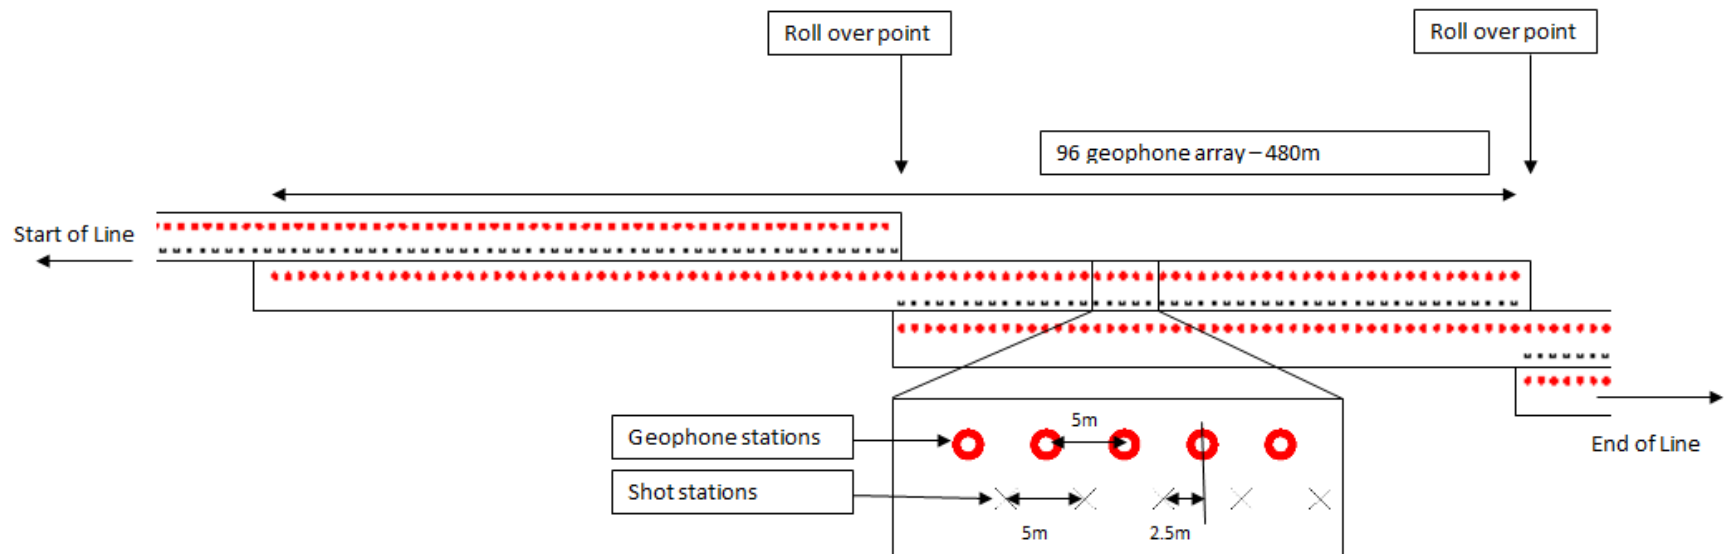 Roll over point
Roll over point
96 geophone array – 480m
Start of Line
Geophone stations
5m
End of Line
Shot stations
5m
2.5m